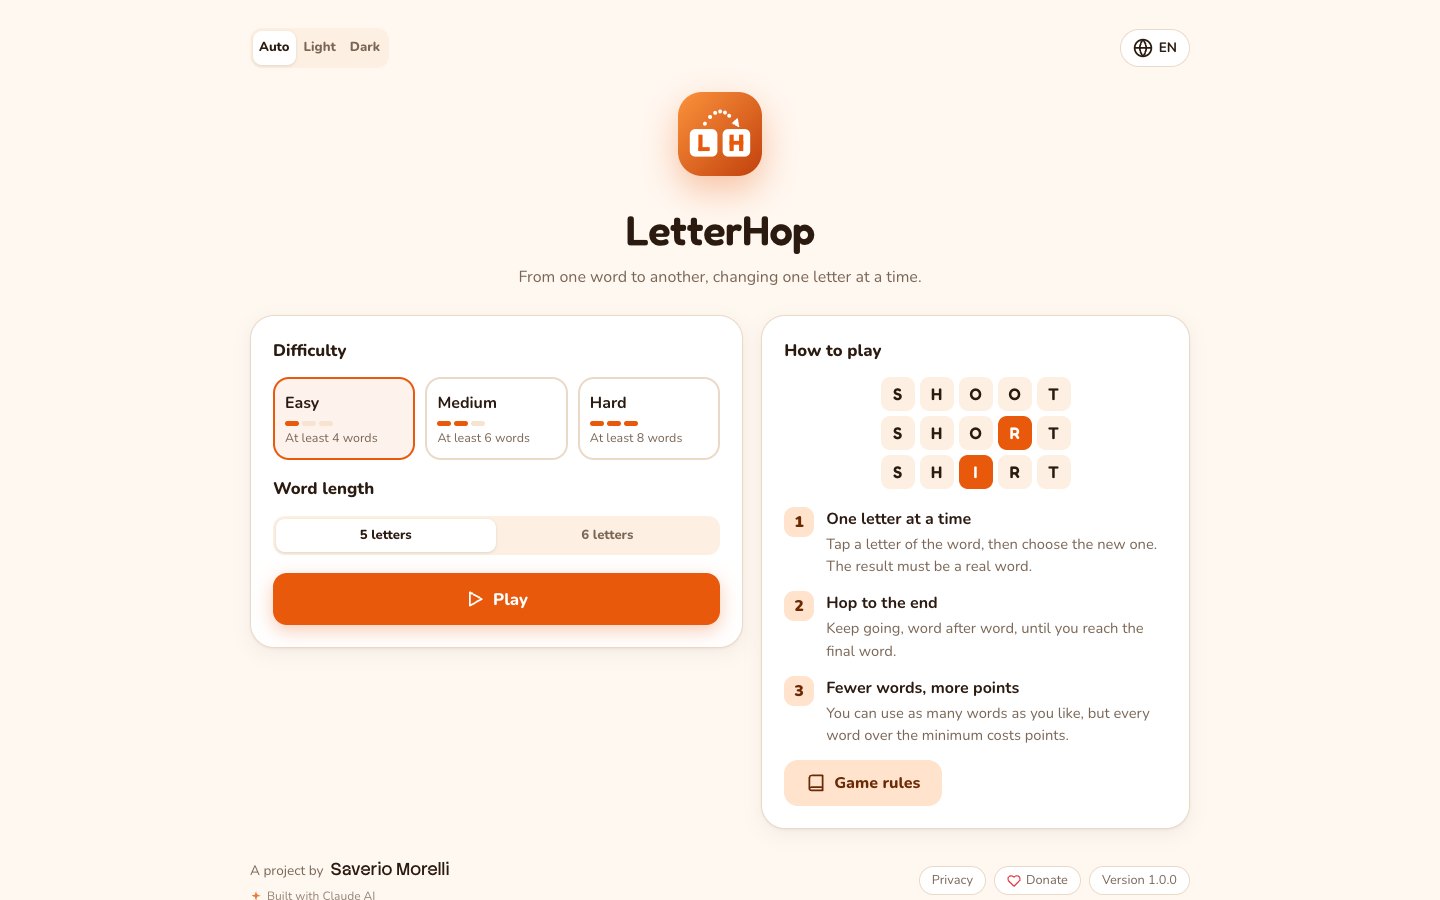 Auto Light Dark
EN
L H
LetterHop
From one word to another, changing one letter at a time.
Difficulty
Easy
At least 4 words
Medium
At least 6 words
Hard
At least 8 words
Word length
5 letters
6 letters
Play
How to play
S H O O T
S H O R T
S H I R T
1 One letter at a time
Tap a letter of the word, then choose the new one.
The result must be a real word.
2 Hop to the end
Keep going, word after word, until you reach the
final word.
3 Fewer words, more points
You can use as many words as you like, but every
word over the minimum costs points.
Game rules
A project by Saverio Morelli
Built with Claude AI
Privacy
Donate
Version 1.0.0